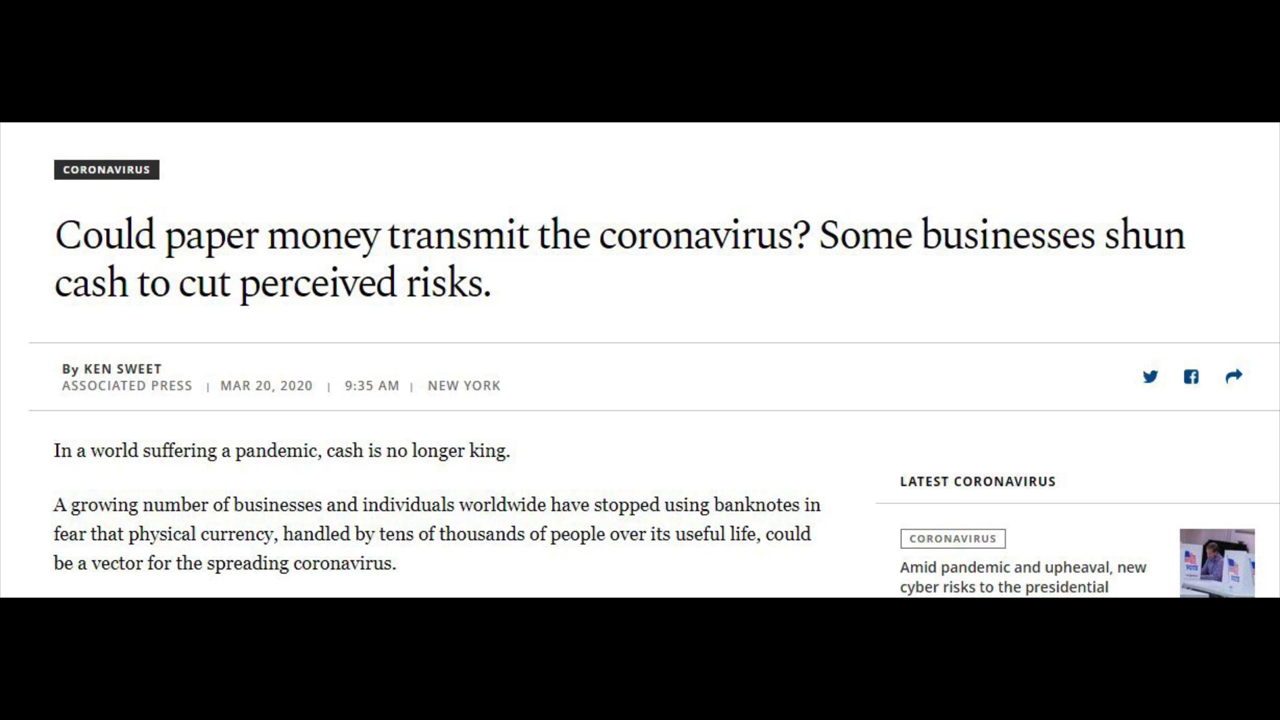 CORONAVIRUS
Could paper money transmit the coronavirus? Some businesses shun
cash to cut perceived risks.
By KEN SWEET
ASSOCIATED PRESS | MAR 20, 2020 | 9:35 AM | NEW YORK
In a world suffering a pandemic, cash is no longer king.
A growing number of businesses and individuals worldwide have stopped using banknotes in
fear that physical currency, handled by tens of thousands of people over its useful life, could
be a vector for the spreading coronavirus.
LATEST CORONAVIRUS
CORONAVIRUS
Amid pandemic and upheaval, new
cyber risks to the presidential
VOTE
VOTE